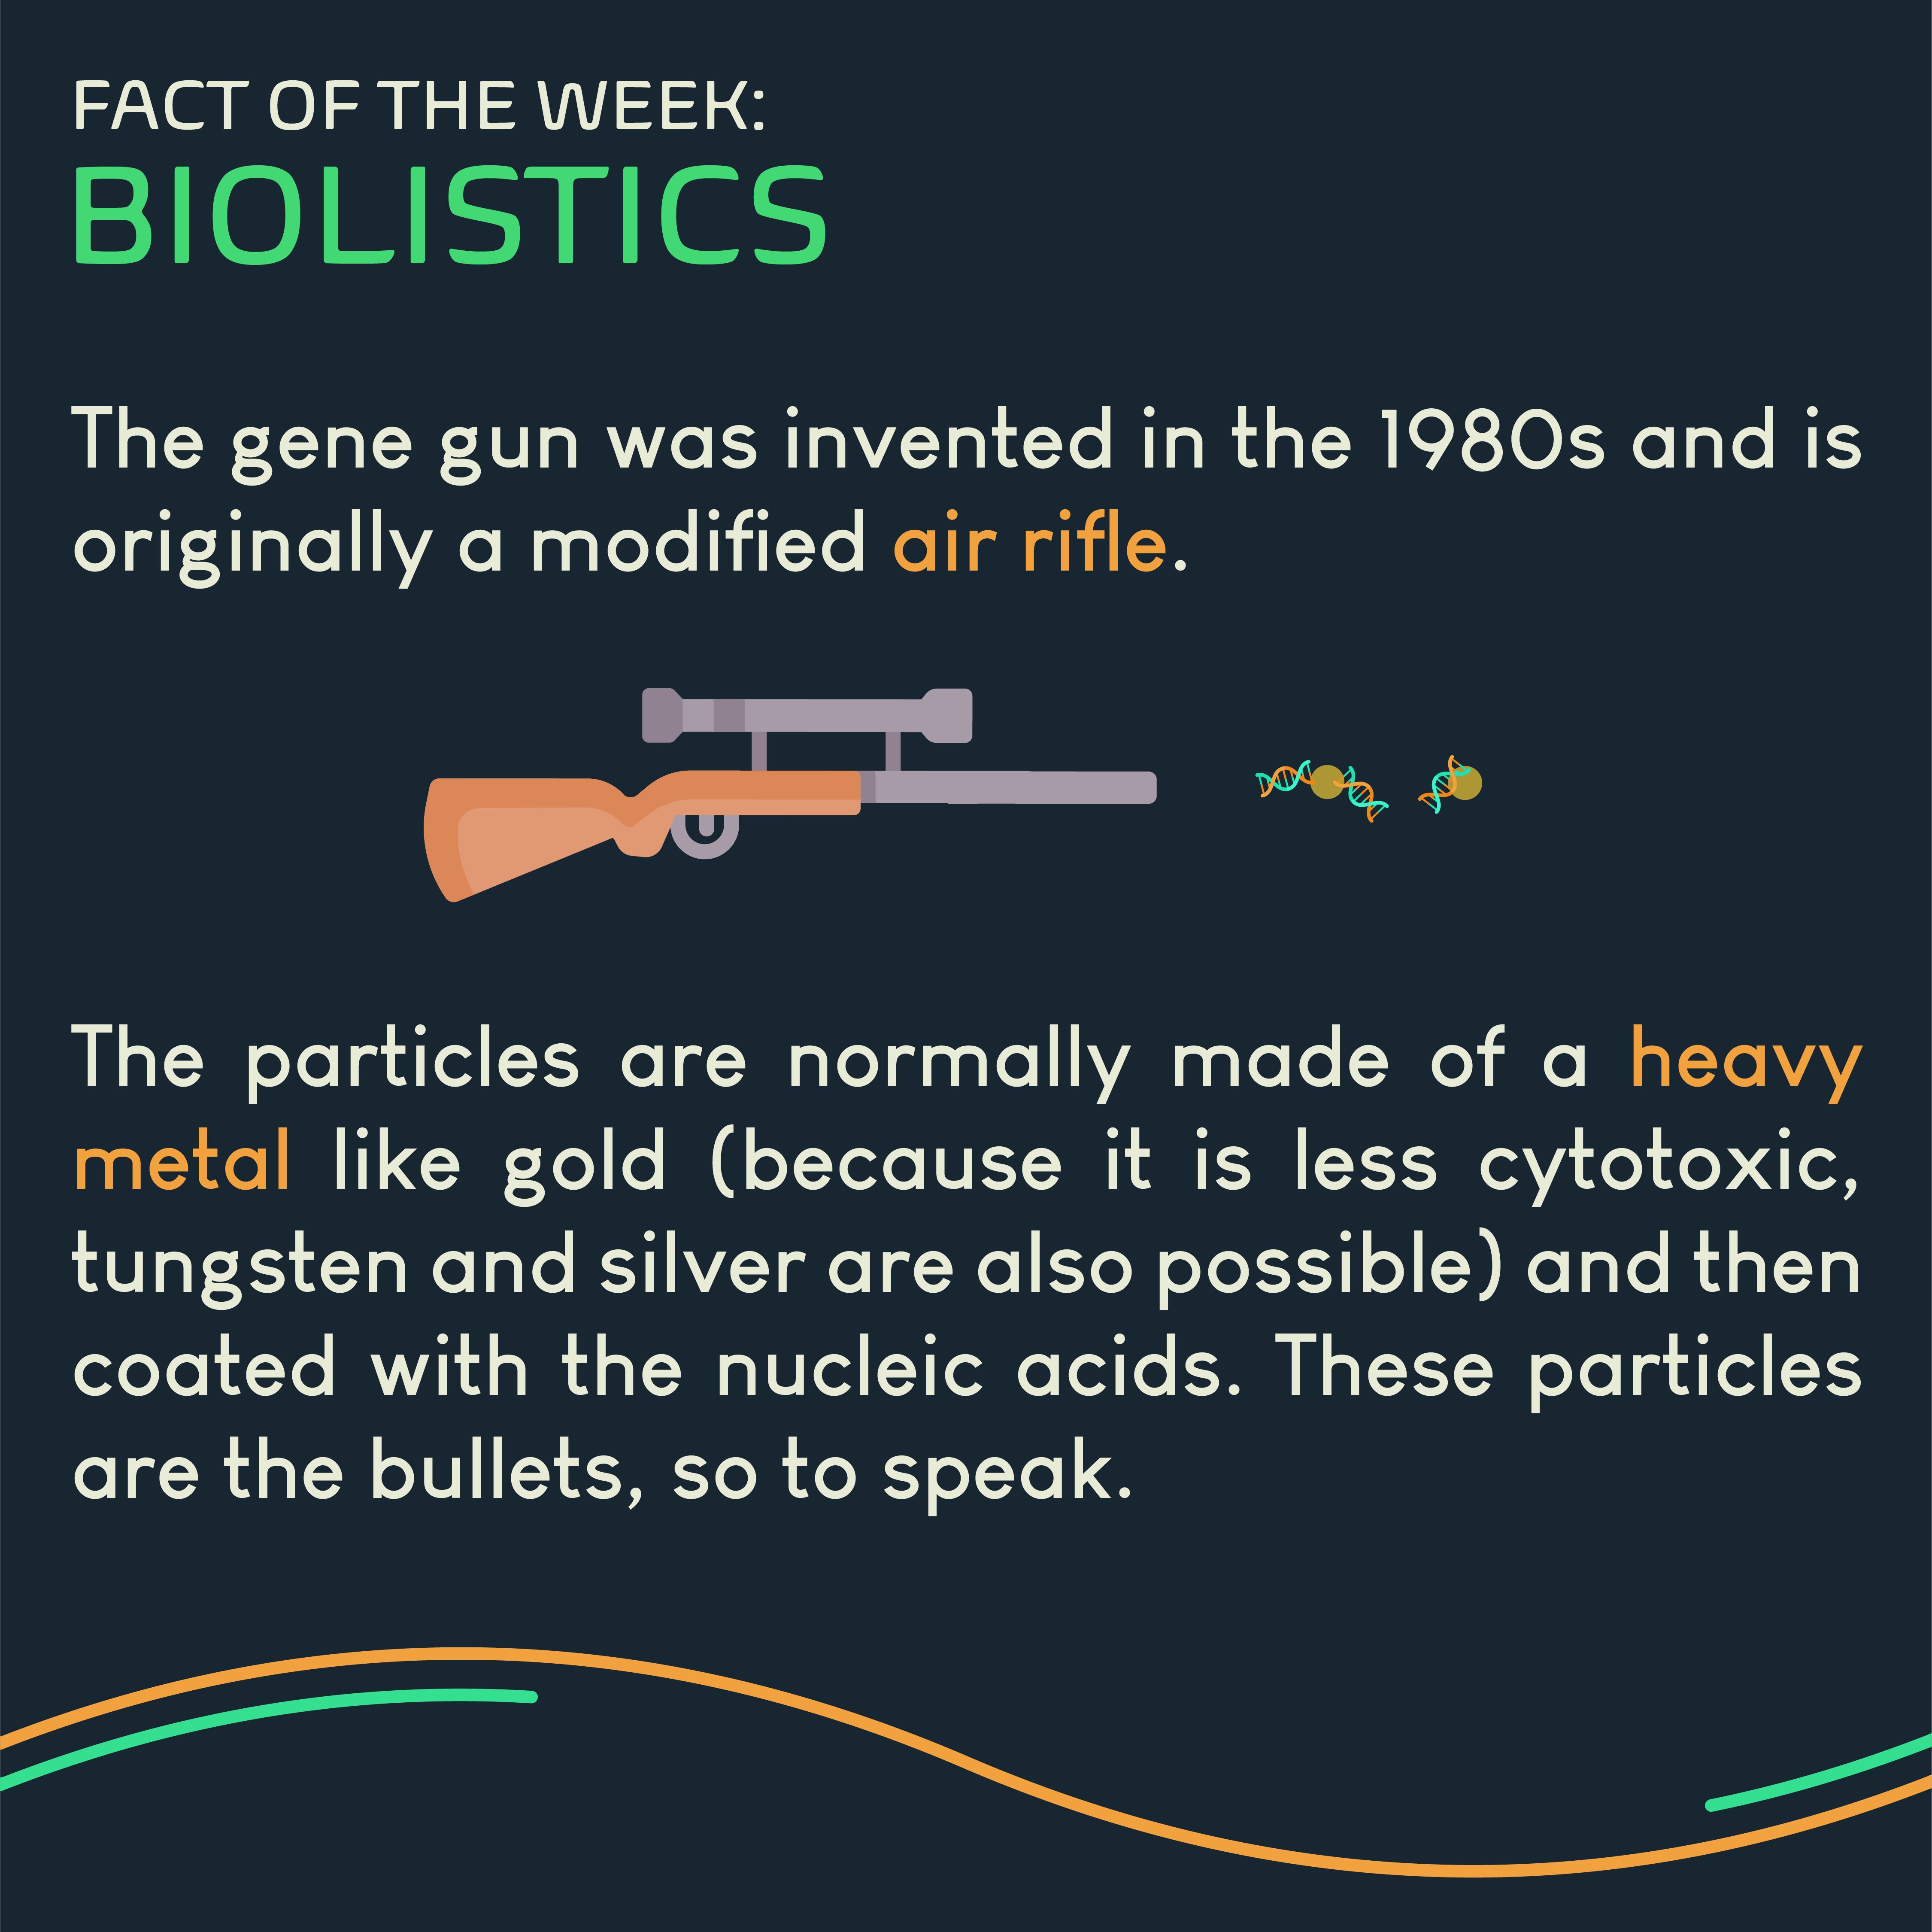 FACT OF THE WEEK:
BIOLISTICS
The gene gun was invented in the 1980s and is
originally a modified air rifle.
The particles are normally made of a heavy
metal like gold (because it is less cytotoxic,
tungsten and silver are also possible) and then
coated with the nucleic acids. These particles
are the bullets, so to speak.